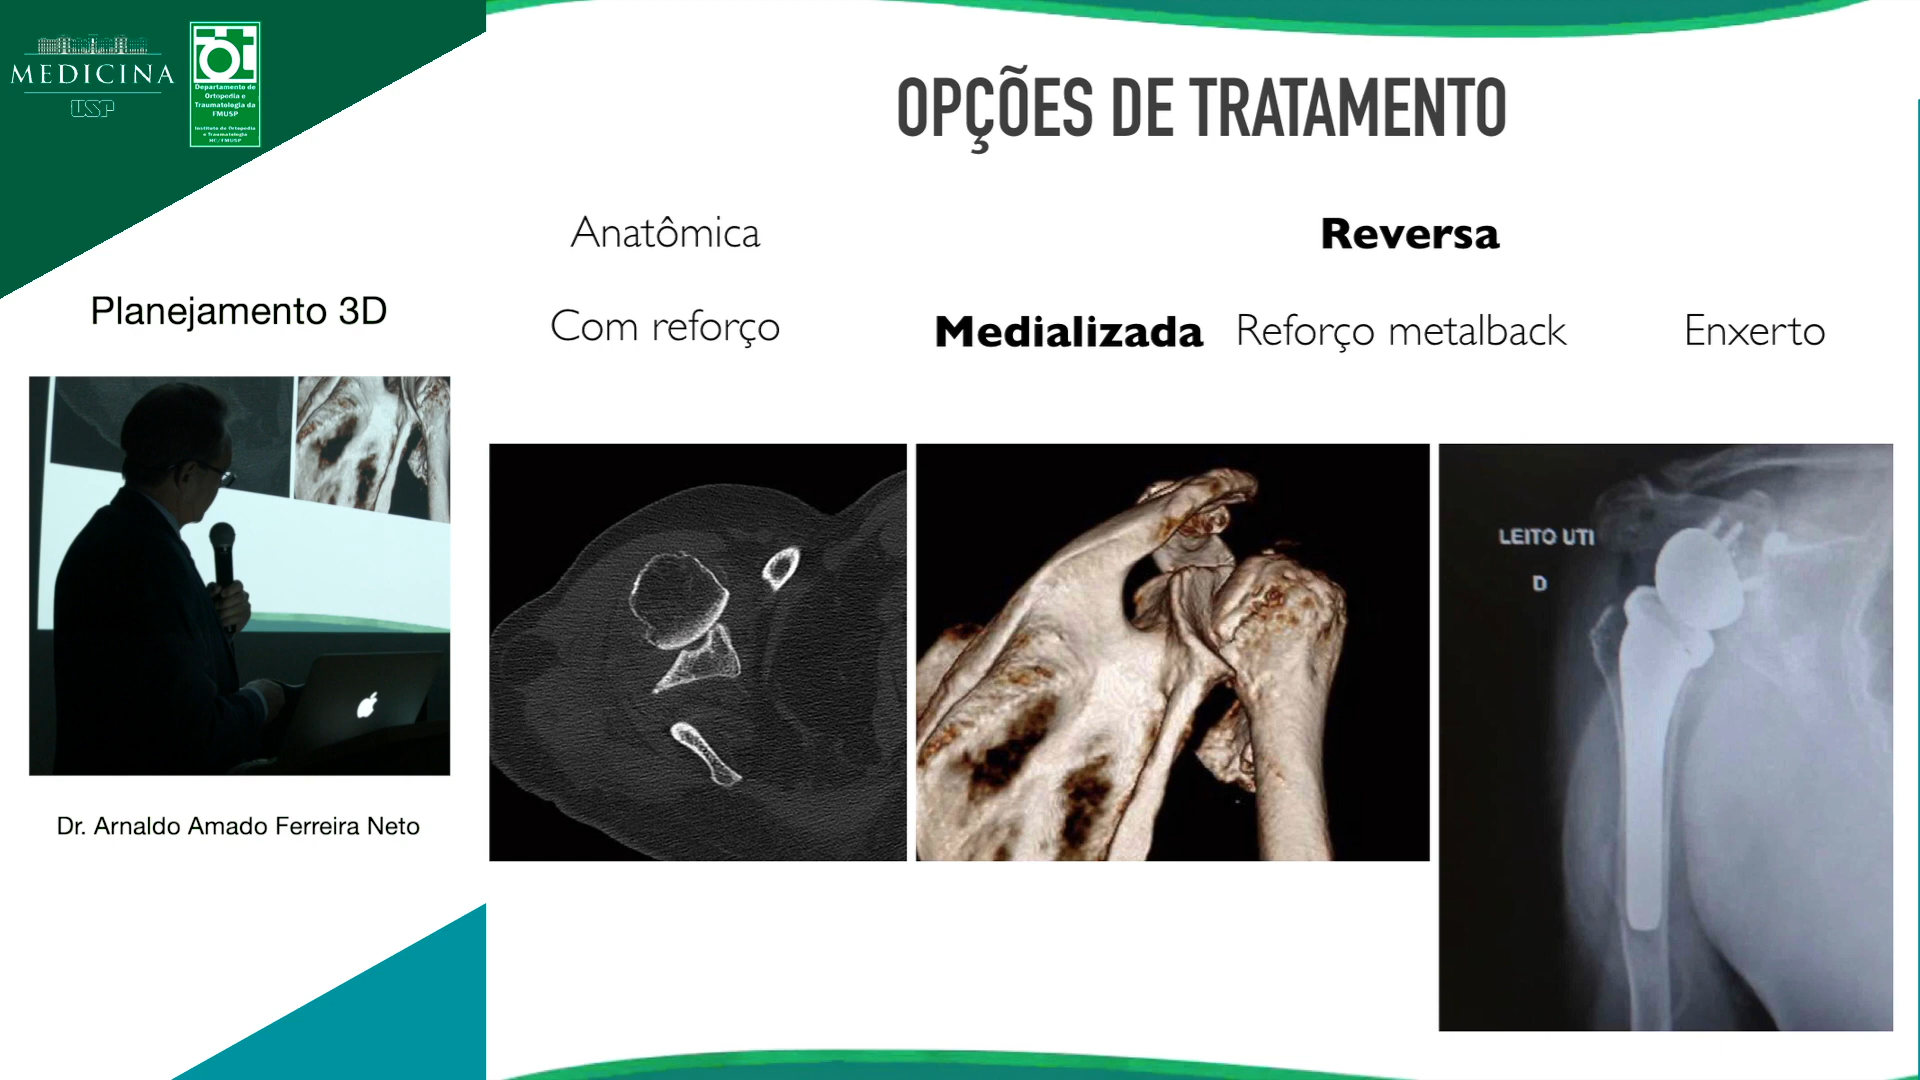 MEDICINA
USP
Departamento de
Ortopedia e
Traumatologia da
FMUSP
Instituto de Ortopedia
e Traumatologia
HC/FMUSP
OPÇÕES DE TRATAMENTO
Anatômica
Reversa
Planejamento 3D
Com reforço
Medializada
Reforço metalback
Enxerto
LEITO UTI
D
Dr. Arnaldo Amado Ferreira Neto